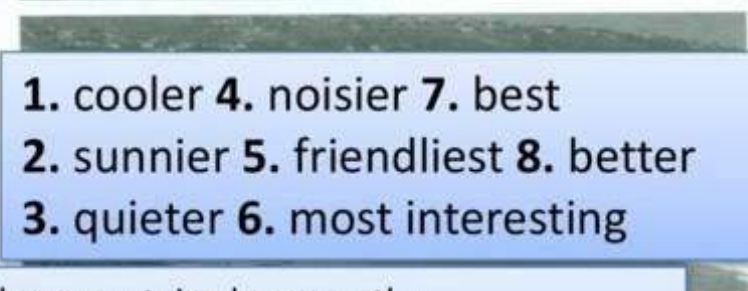 1. cooler 4. noisier 7. best
2. sunnier 5. friendliest 8. better
3. quieter 6. most interesting